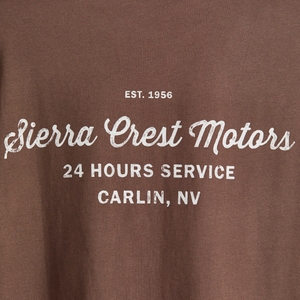 EST. 1956
Sierra Crest Motors
24 HOURS SERVICE
CARLIN, NV